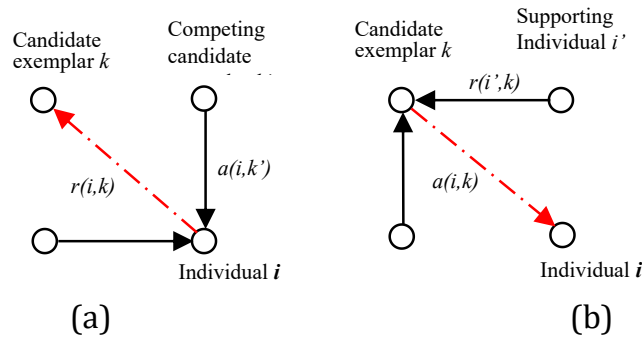 Candidate
exemplar k
Competing
candidate
r(i,k)
a(i,k')
Individual i
(a)
Candidate
exemplar k
Supporting
Individual i'
r(i',k)
a(i,k)
Individual i
(b)